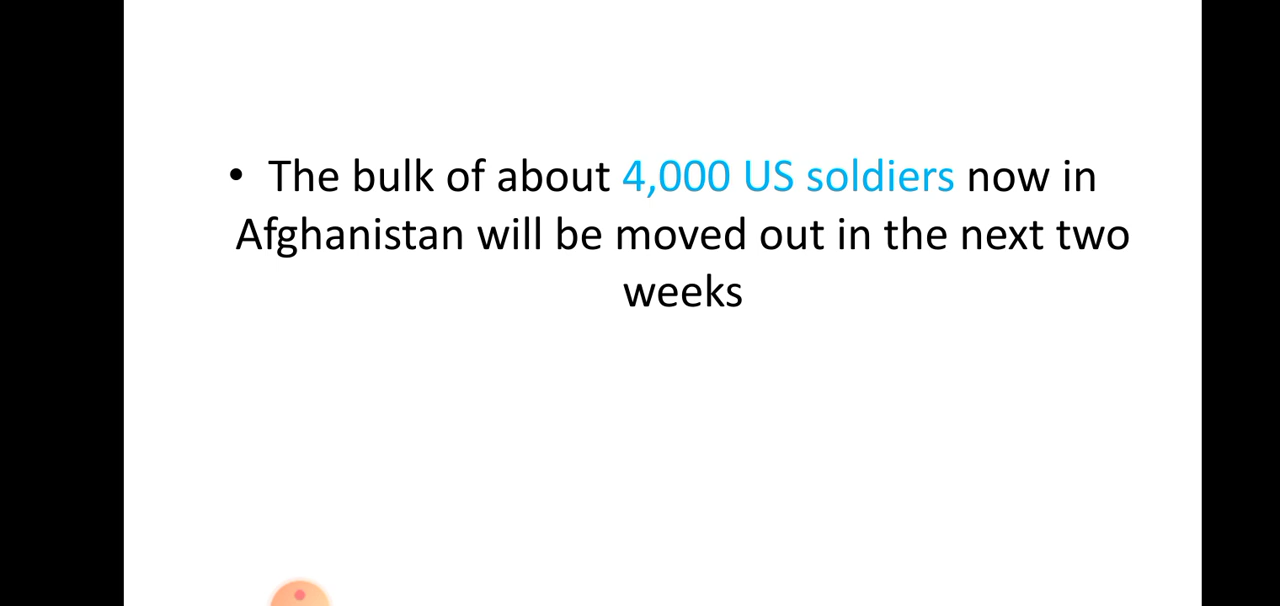 • The bulk of about 4,000 US soldiers now in
Afghanistan will be moved out in the next two
weeks